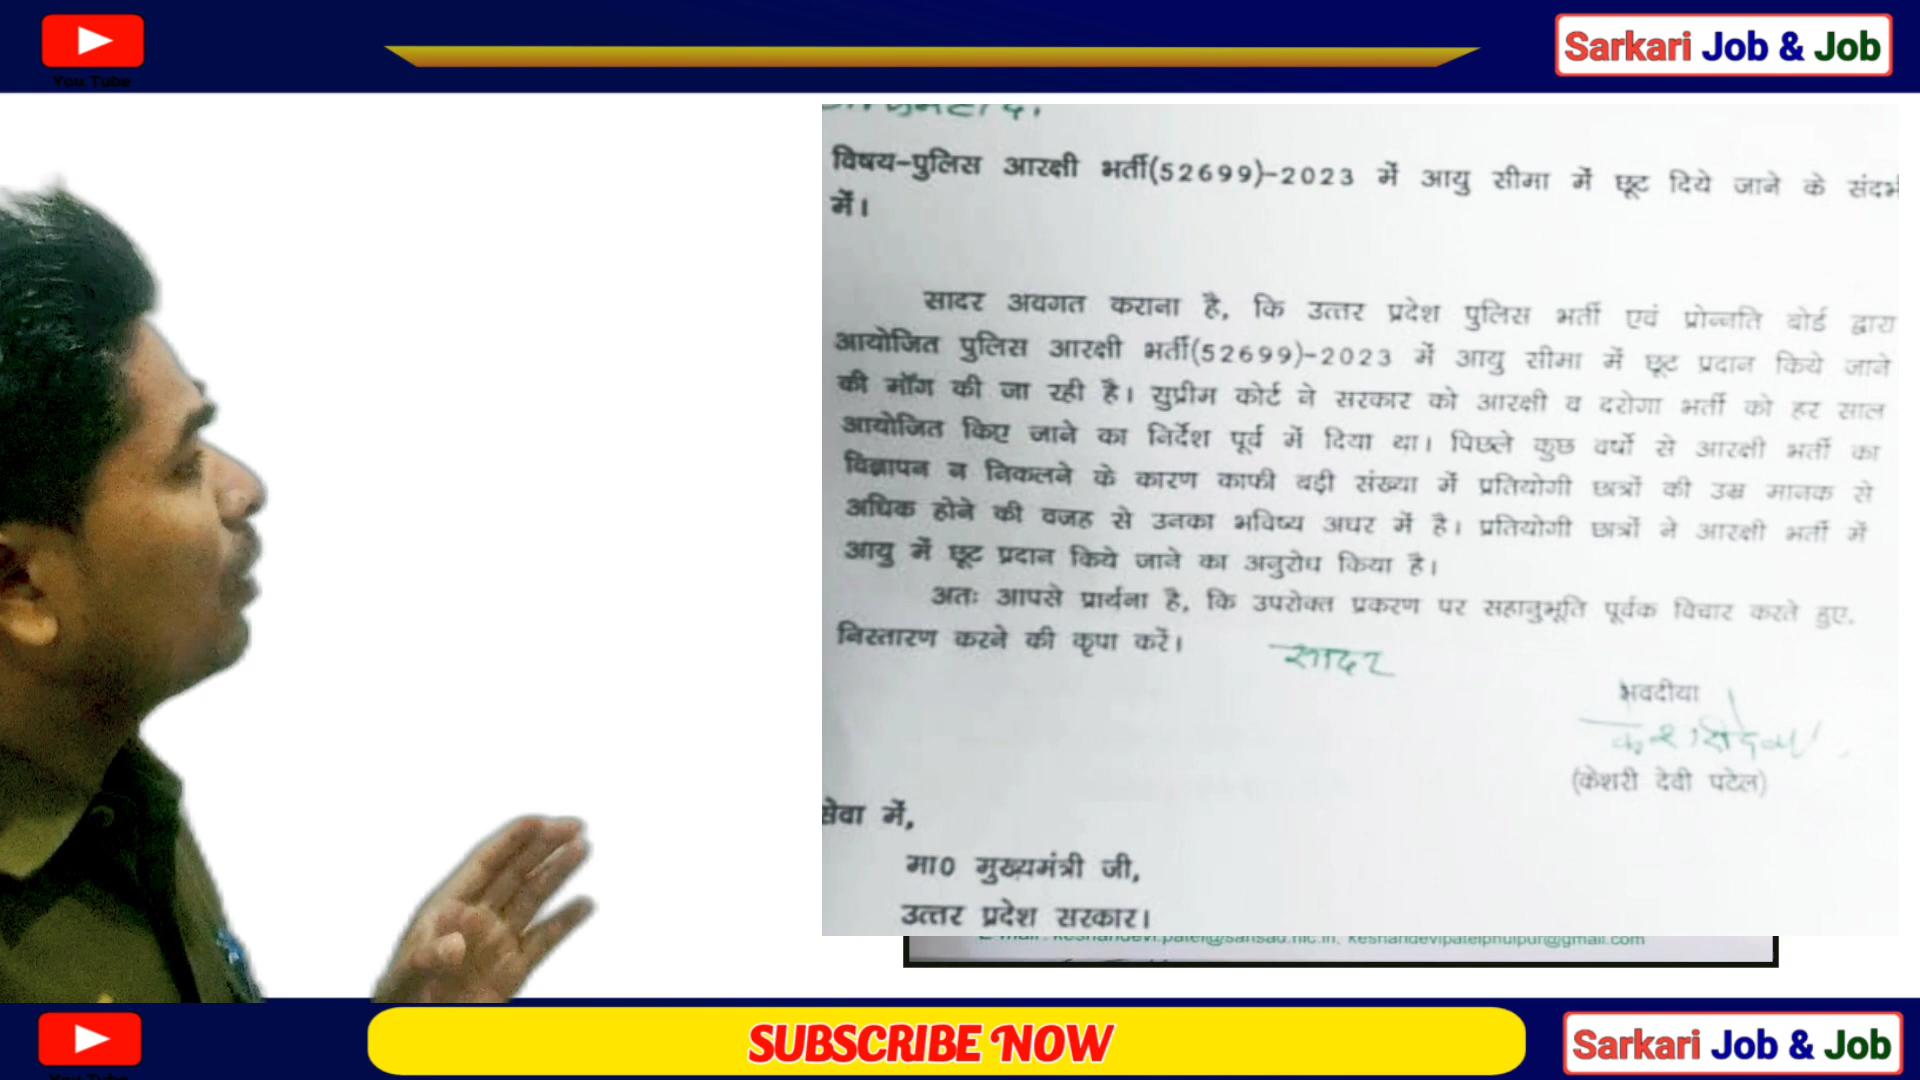 You Tube
Sarkari Job & Job
विषय-पुलिस आरक्षी भर्ती(52699)-2023 में आयु सीमा में छूट दिये जाने के संदर्भ
में।
सादर अवगत कराना है, कि उत्तर प्रदेश पुलिस भर्ती एवं प्रोन्नति बोर्ड द्वारा
आयोजित पुलिस आरक्षी भर्ती(52699)-2023 में आयु सीमा में छूट प्रदान किये जाने
की मॉंग की जा रही है। सुप्रीम कोर्ट ने सरकार को आरक्षी व दरोगा भर्ती को हर साल
आयोजित किए जाने का निर्देश पूर्व में दिया था। पिछले कुछ वर्षो से आरक्षी भर्ती का
विज्ञापन न निकलने के कारण काफी बड़ी संख्या में प्रतियोगी छात्रों की उम्र मानक से
अधिक होने की वजह से उनका भविष्य अधर में है। प्रतियोगी छात्रों ने आरक्षी भर्ती में
आयु में छूट प्रदान किये जाने का अनुरोध किया है।
अतः आपसे प्रार्थना है, कि उपरोक्त प्रकरण पर सहानुभूति पूर्वक विचार करते हुए,
निस्तारण करने की कृपा करें।
सादर
भवदीया
(केशरी देवी पटेल)
सेवा में,
मा0 मुख्यमंत्री जी,
उत्तर प्रदेश सरकार।
SUBSCRIBE NOW
Sarkari Job & Job